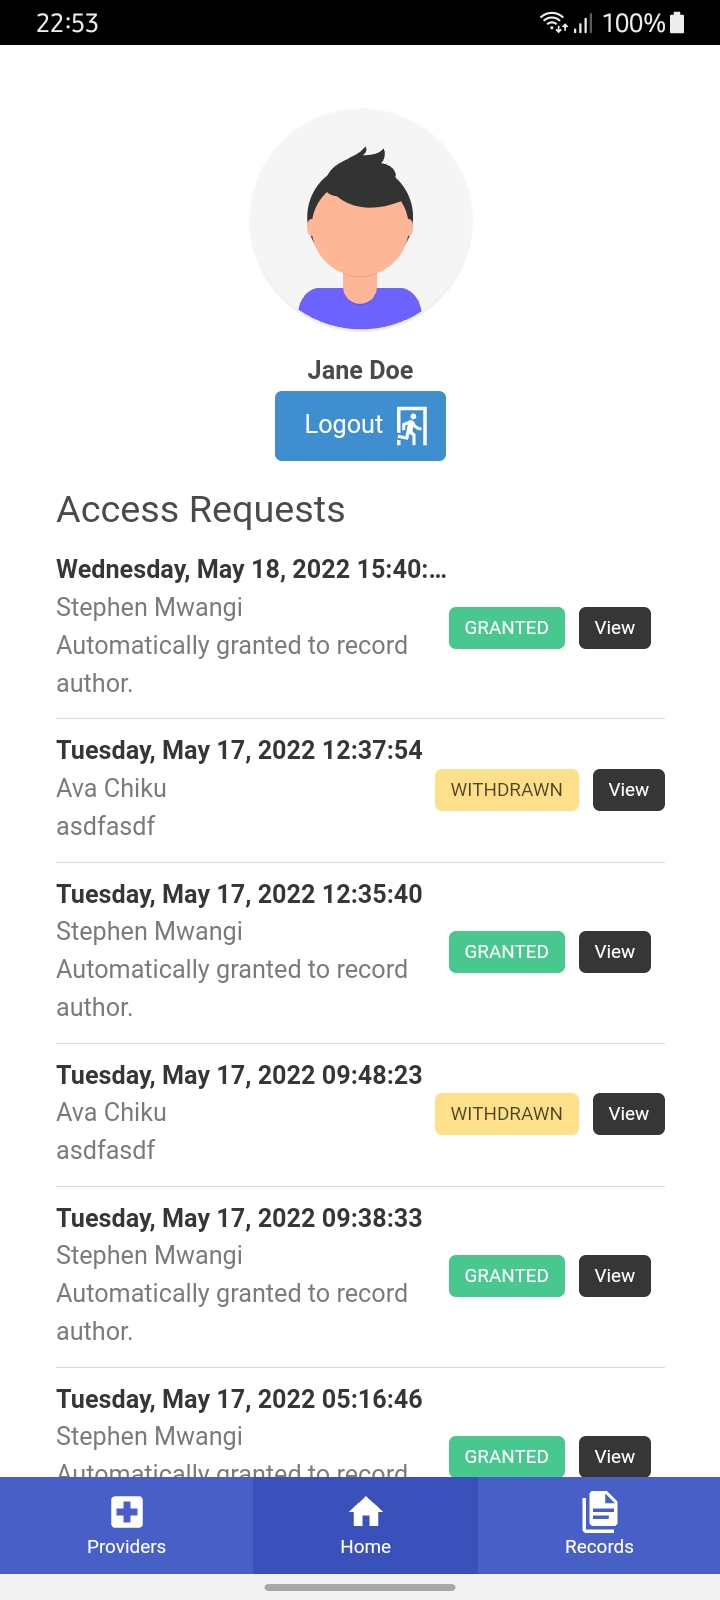 22:53 100%
Jane Doe
Logout
Access Requests
Wednesday, May 18, 2022 15:40:…
Stephen Mwangi
GRANTED View
Automatically granted to record
author.
Tuesday, May 17, 2022 12:37:54
Ava Chiku
WITHDRAWN View
asdfasdf
Tuesday, May 17, 2022 12:35:40
Stephen Mwangi
GRANTED View
Automatically granted to record
author.
Tuesday, May 17, 2022 09:48:23
Ava Chiku
WITHDRAWN View
asdfasdf
Tuesday, May 17, 2022 09:38:33
Stephen Mwangi
GRANTED View
Automatically granted to record
author.
Tuesday, May 17, 2022 05:16:46
Stephen Mwangi
GRANTED View
Automatically granted to record
Providers Home Records